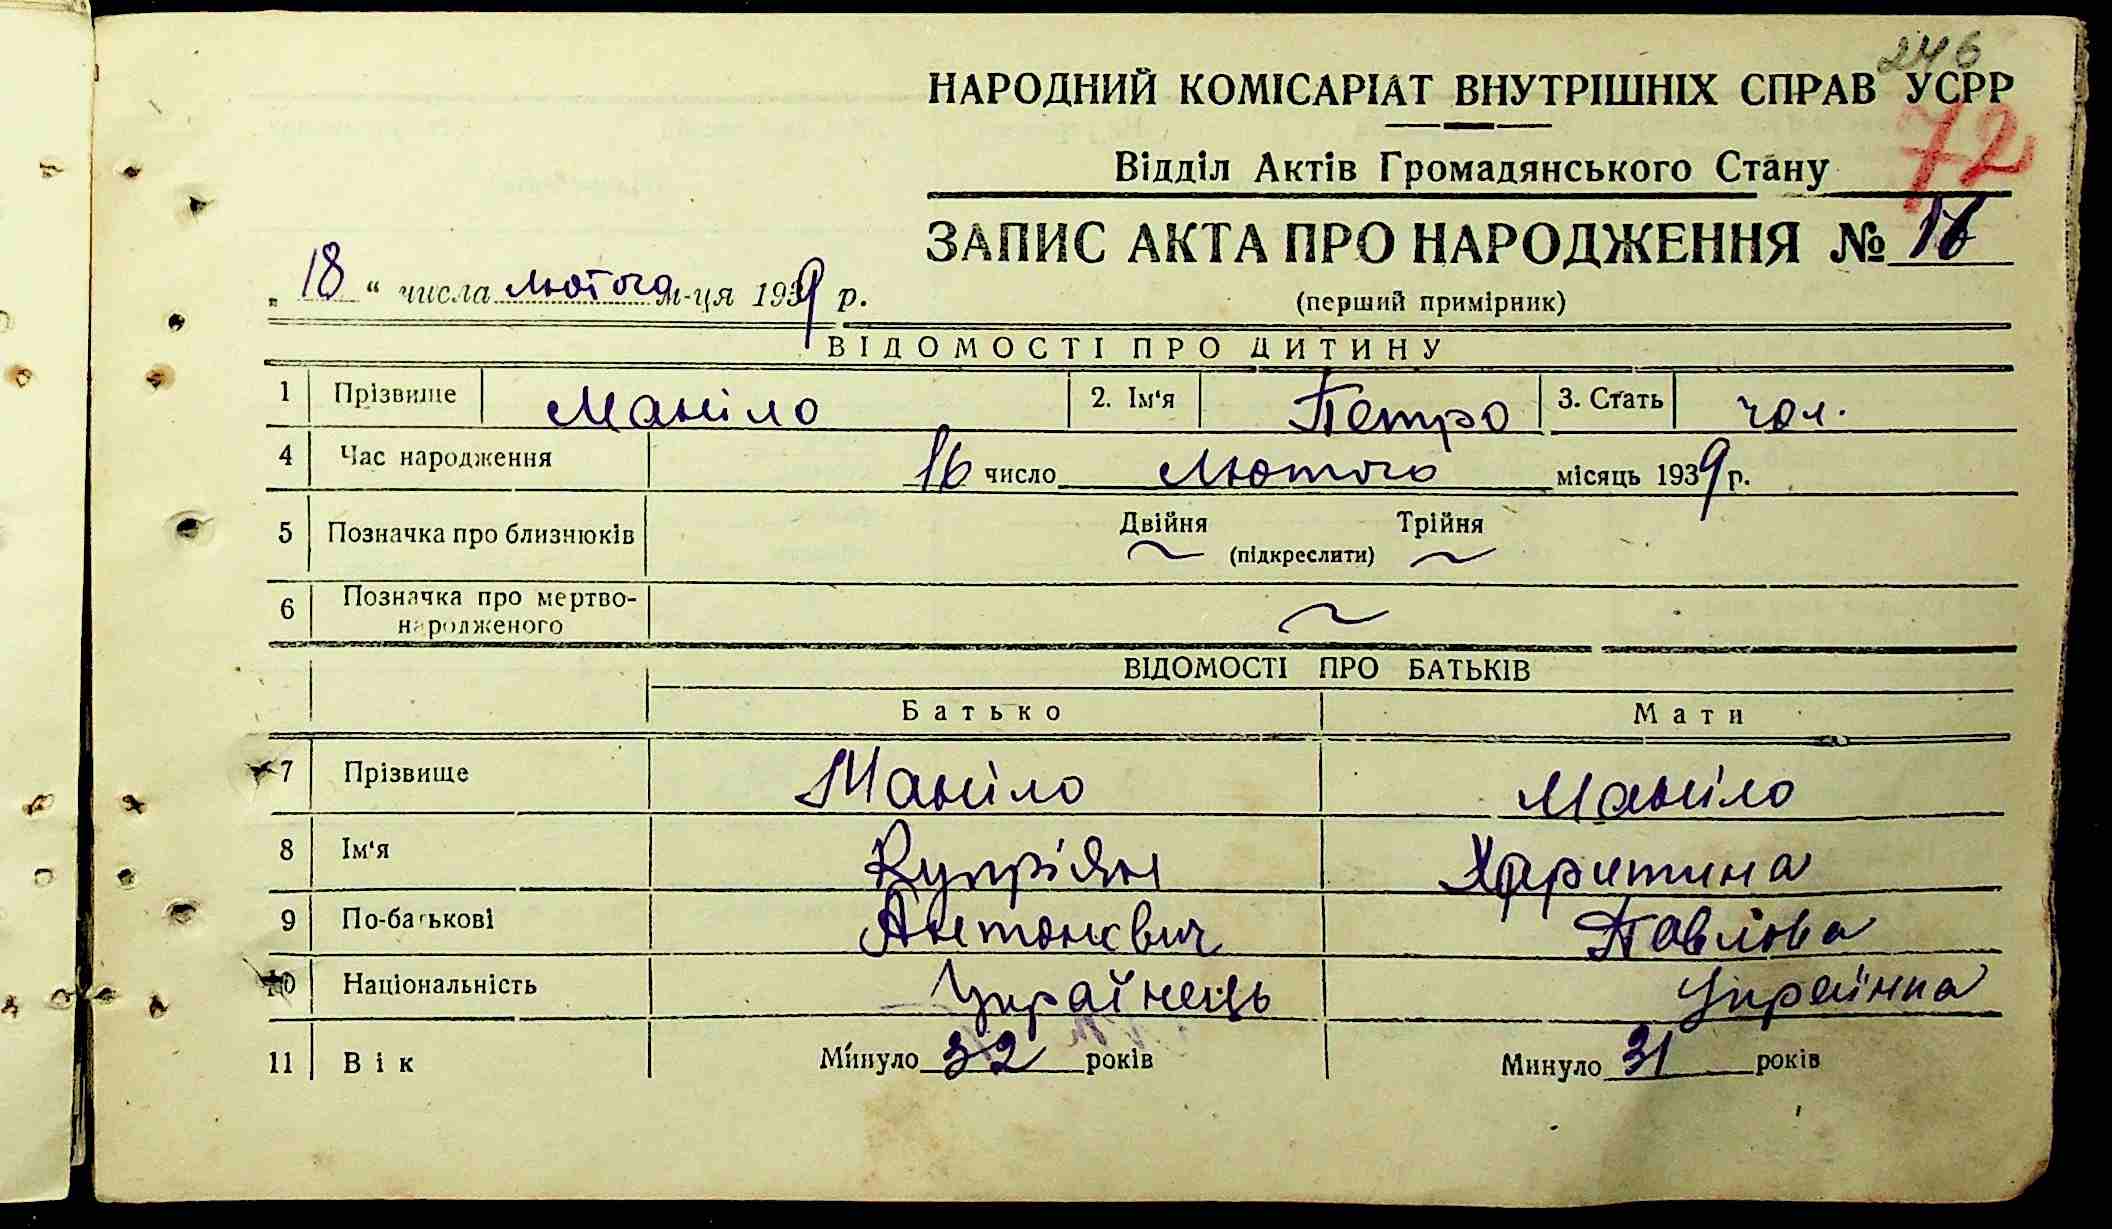 246
НАРОДНИЙ КОМІСАРІАТ ВНУТРІШНІХ СПРАВ УСРР
72
Відділ Актів Громадянського Стану
ЗАПИС АКТА ПРО НАРОДЖЕННЯ № 16
„ 18 “ числа лютого м-ця 1939 р.
(перший примірник)
ВІДОМОСТІ ПРО ДИТИНУ
1 Прізвище Маніло 2. Ім'я Петро 3. Стать чол.
4 Час народження 16 число Лютого місяць 1939 р.
5 Позначка про близнюків Двійня Трійня
(підкреслити)
6 Позначка про мертво-
народженого
ВІДОМОСТІ ПРО БАТЬКІВ
Батько Мати
7 Прізвище Маніло Маніло
8 Ім'я Купріян Харитина
9 По-батькові Антонович Павлова
10 Національність Українець Українка
11 Вік Минуло 32 років Минуло 31 років